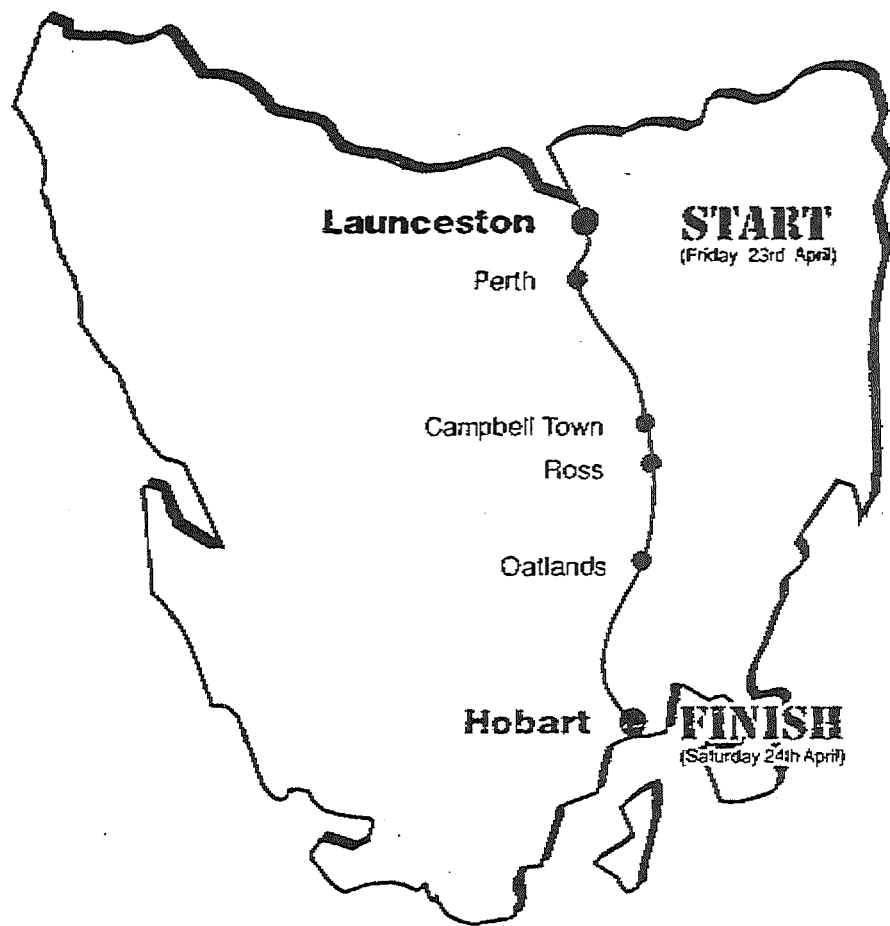 Launceston
START
(Friday 23rd April)
Perth
Campbell Town
Ross
Oatlands
Hobart
FINISH
(Saturday 24th April)